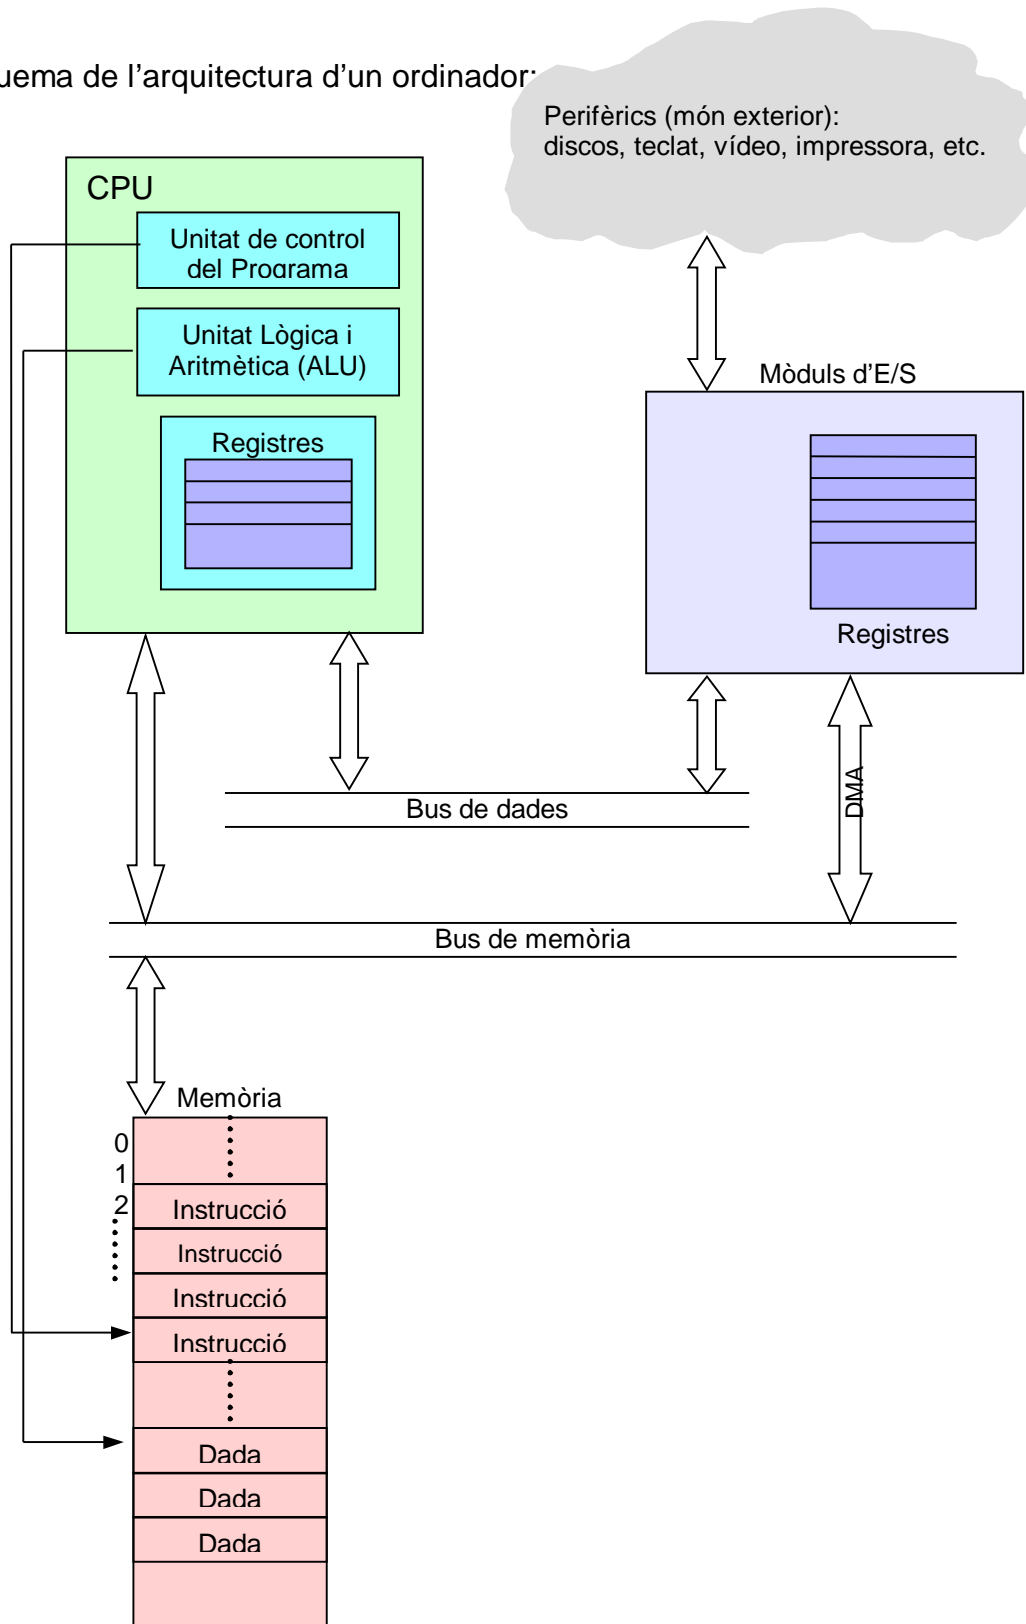 uema de l’arquitectura d’un ordinador:
Perifèrics (món exterior):
discos, teclat, vídeo, impressora, etc.
CPU
Unitat de control
del Programa
Unitat Lògica i
Aritmètica (ALU)
Registres
Mòduls d’E/S
Registres
DMA
Bus de dades
Bus de memòria
Memòria
0
1
2
Instrucció
Instrucció
Instrucció
Instrucció
Dada
Dada
Dada